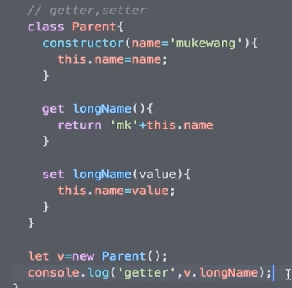 // getter,setter
class Parent{
constructor(name='mukewang'){
this.name=name;
}
get longName(){
return 'mk'+this.name
}
set longName(value){
this.name=value;
}
}
let v=new Parent();
console.log('getter',v.longName);
}